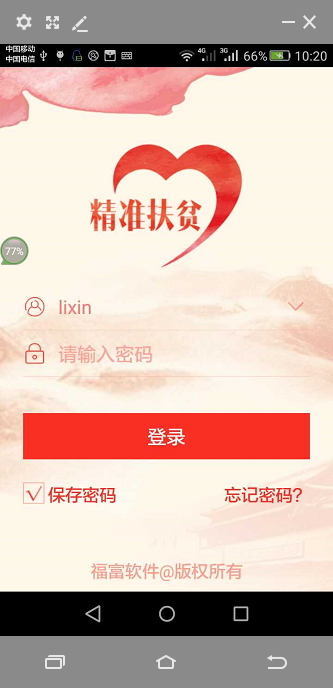 中国移动
中国电信
4G
3G
66%
10:20
精准扶贫
77%
lixin
请输入密码
登录
保存密码
忘记密码?
福富软件@版权所有